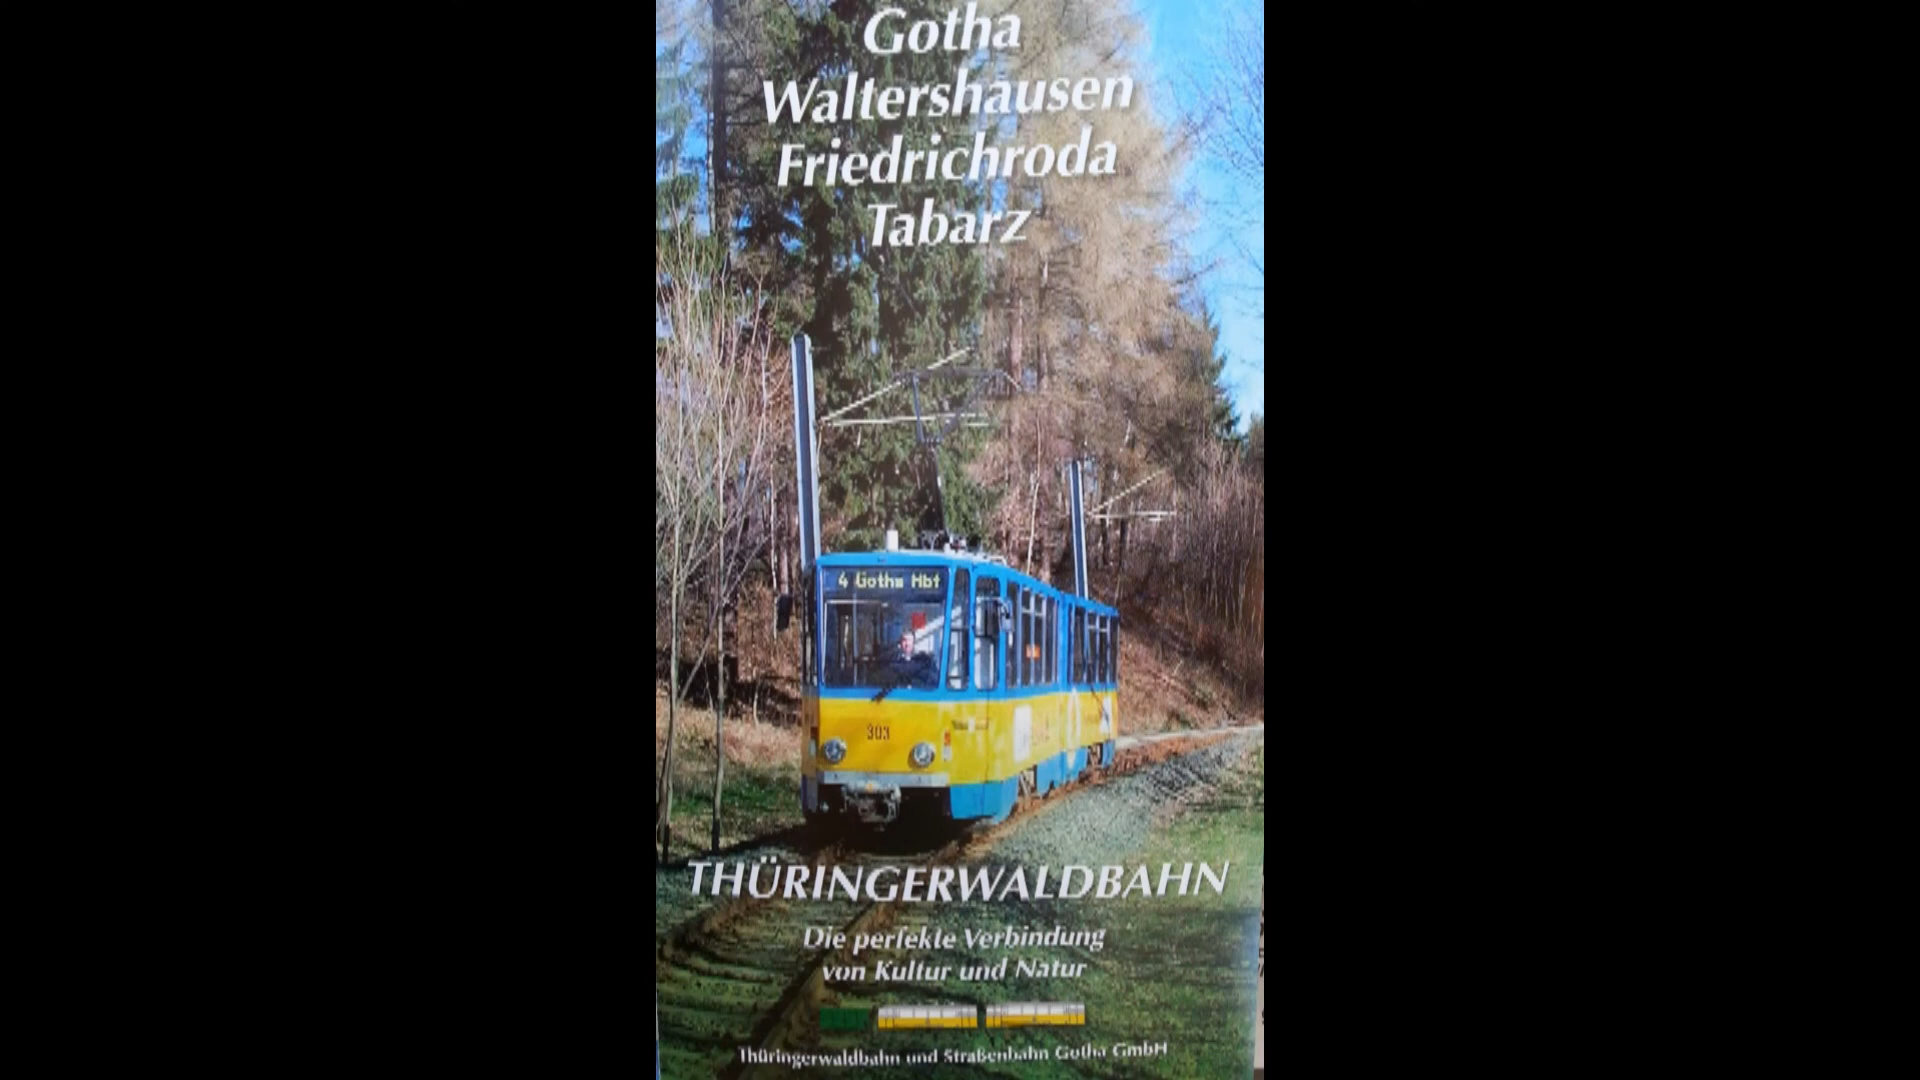 Gotha
Waltershausen
Friedrichroda
Tabarz
4 Gotha Hbf
303
THÜRINGERWALDBAHN
Die perfekte Verbindung
von Kultur und Natur
Thüringerwaldbahn und Straßenbahn Gotha GmbH